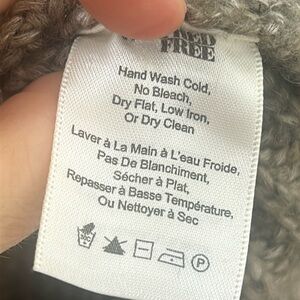 FREE
Hand Wash Cold,
No Bleach,
Dry Flat, Low Iron,
Or Dry Clean
Laver à La Main à L'eau Froide,
Pas De Blanchiment,
Sécher à Plat,
Repasser à Basse Température,
Ou Nettoyer à Sec
P